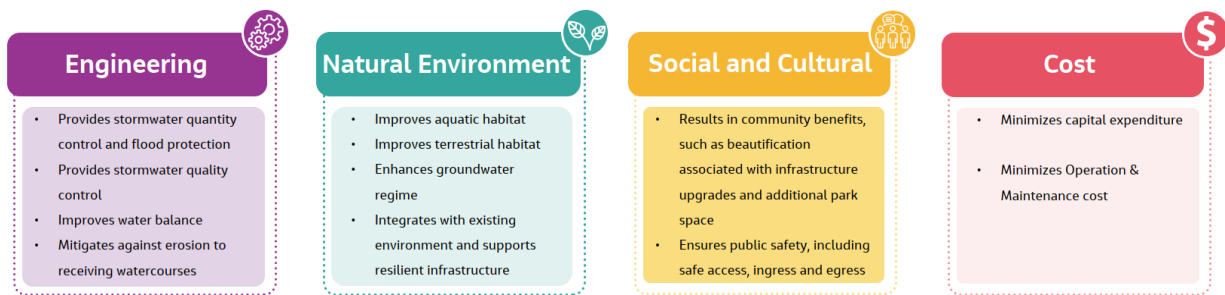 Engineering
• Provides stormwater quantity
control and flood protection
• Provides stormwater quality
control
• Improves water balance
• Mitigates against erosion to
receiving watercourses
Natural Environment
• Improves aquatic habitat
• Improves terrestrial habitat
• Enhances groundwater
regime
• Integrates with existing
environment and supports
resilient infrastructure
Social and Cultural
• Results in community benefits,
such as beautification
associated with infrastructure
upgrades and additional park
space
• Ensures public safety, including
safe access, ingress and egress
$
Cost
• Minimizes capital expenditure
• Minimizes Operation &
Maintenance cost